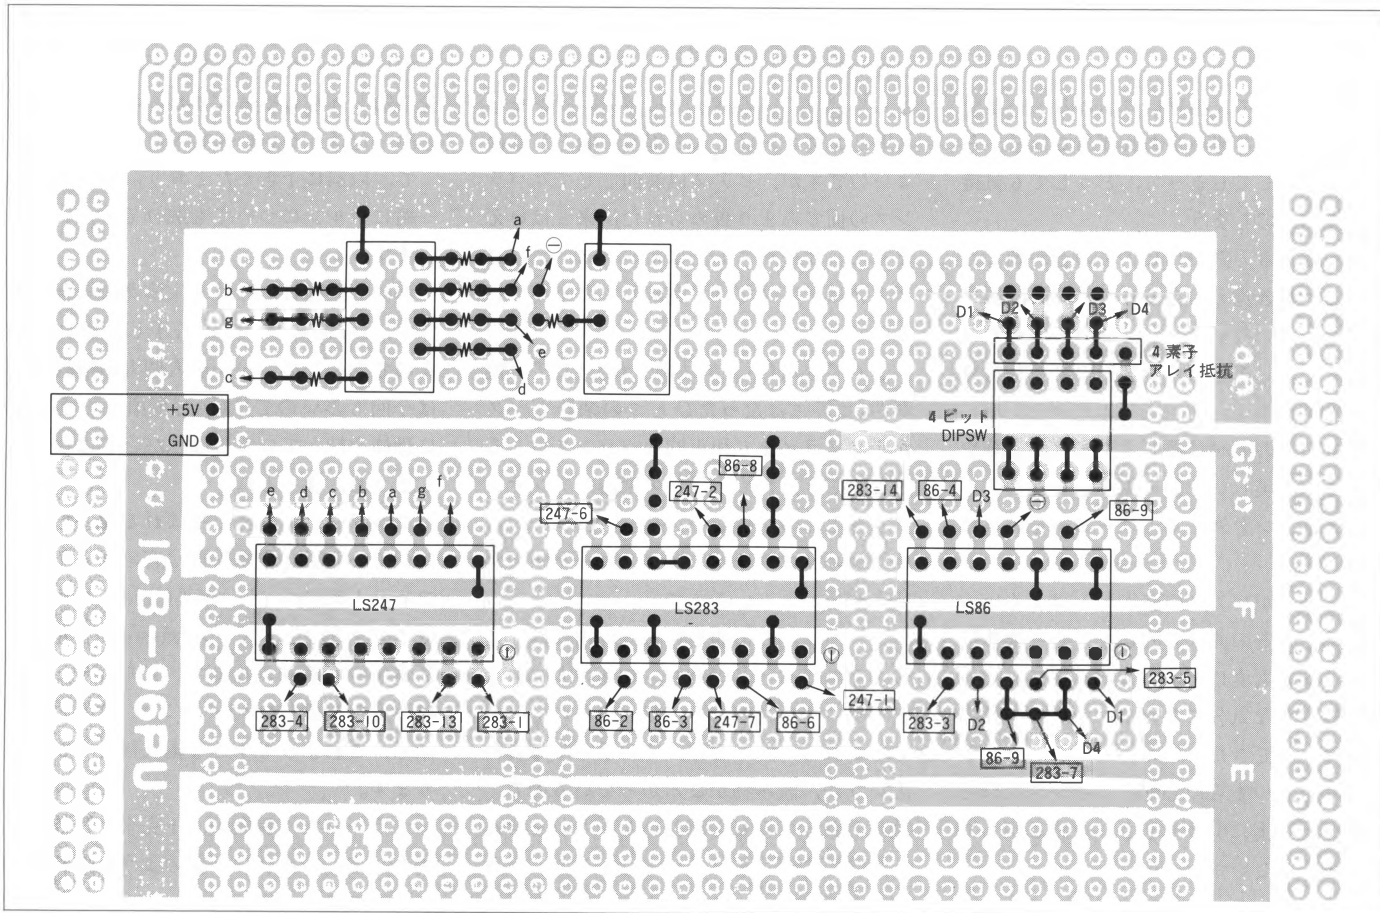 a
⊖
f
b
D1
D2
D3
D4
g
e
4素子
アレイ抵抗
c
d
+5V
GND
4ビット
DIPSW
e
d
c
b
a
g
f
86-8
247-2
247-6
283-14
86-4
D3
⊖
86-9
LS247
LS283
LS86
①
①
①
283-4
283-10
283-13
283-1
86-2
86-3
247-7
86-6
247-1
283-3
D2
86-9
283-7
D4
D1
283-5
ICB-96PU
G
F
E